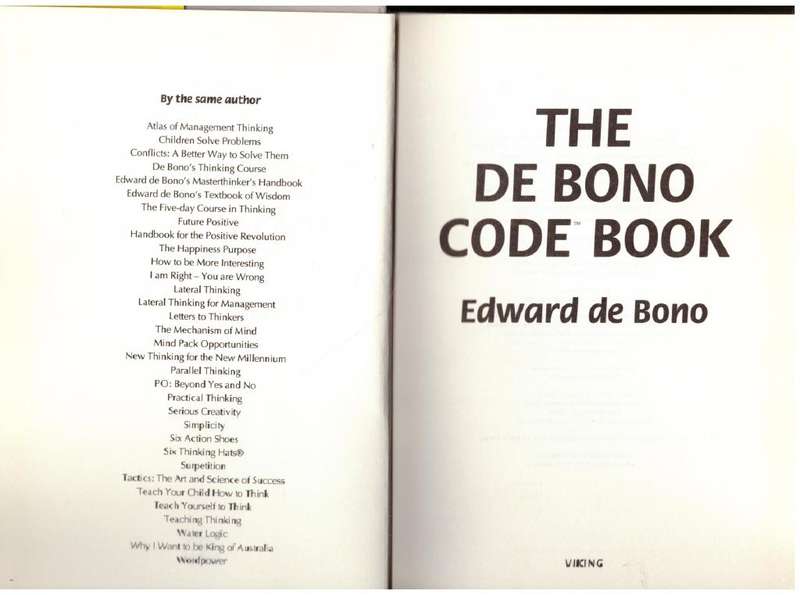 By the same author
Atlas of Management Thinking
Children Solve Problems
Conflicts: A Better Way to Solve Them
De Bono's Thinking Course
Edward de Bono's Masterthinker's Handbook
Edward de Bono's Textbook of Wisdom
The Five-day Course in Thinking
Future Positive
Handbook for the Positive Revolution
The Happiness Purpose
How to be More Interesting
I am Right – You are Wrong
Lateral Thinking
Lateral Thinking for Management
Letters to Thinkers
The Mechanism of Mind
Mind Pack Opportunities
New Thinking for the New Millennium
Parallel Thinking
PO: Beyond Yes and No
Practical Thinking
Serious Creativity
Simplicity
Six Action Shoes
Six Thinking Hats®
Surpetition
Tactics: The Art and Science of Success
Teach Your Child How to Think
Teach Yourself to Think
Teaching Thinking
Water Logic
Why I Want to be King of Australia
Wordpower
THE
DE BONO
CODE™ BOOK
Edward de Bono
VIKING